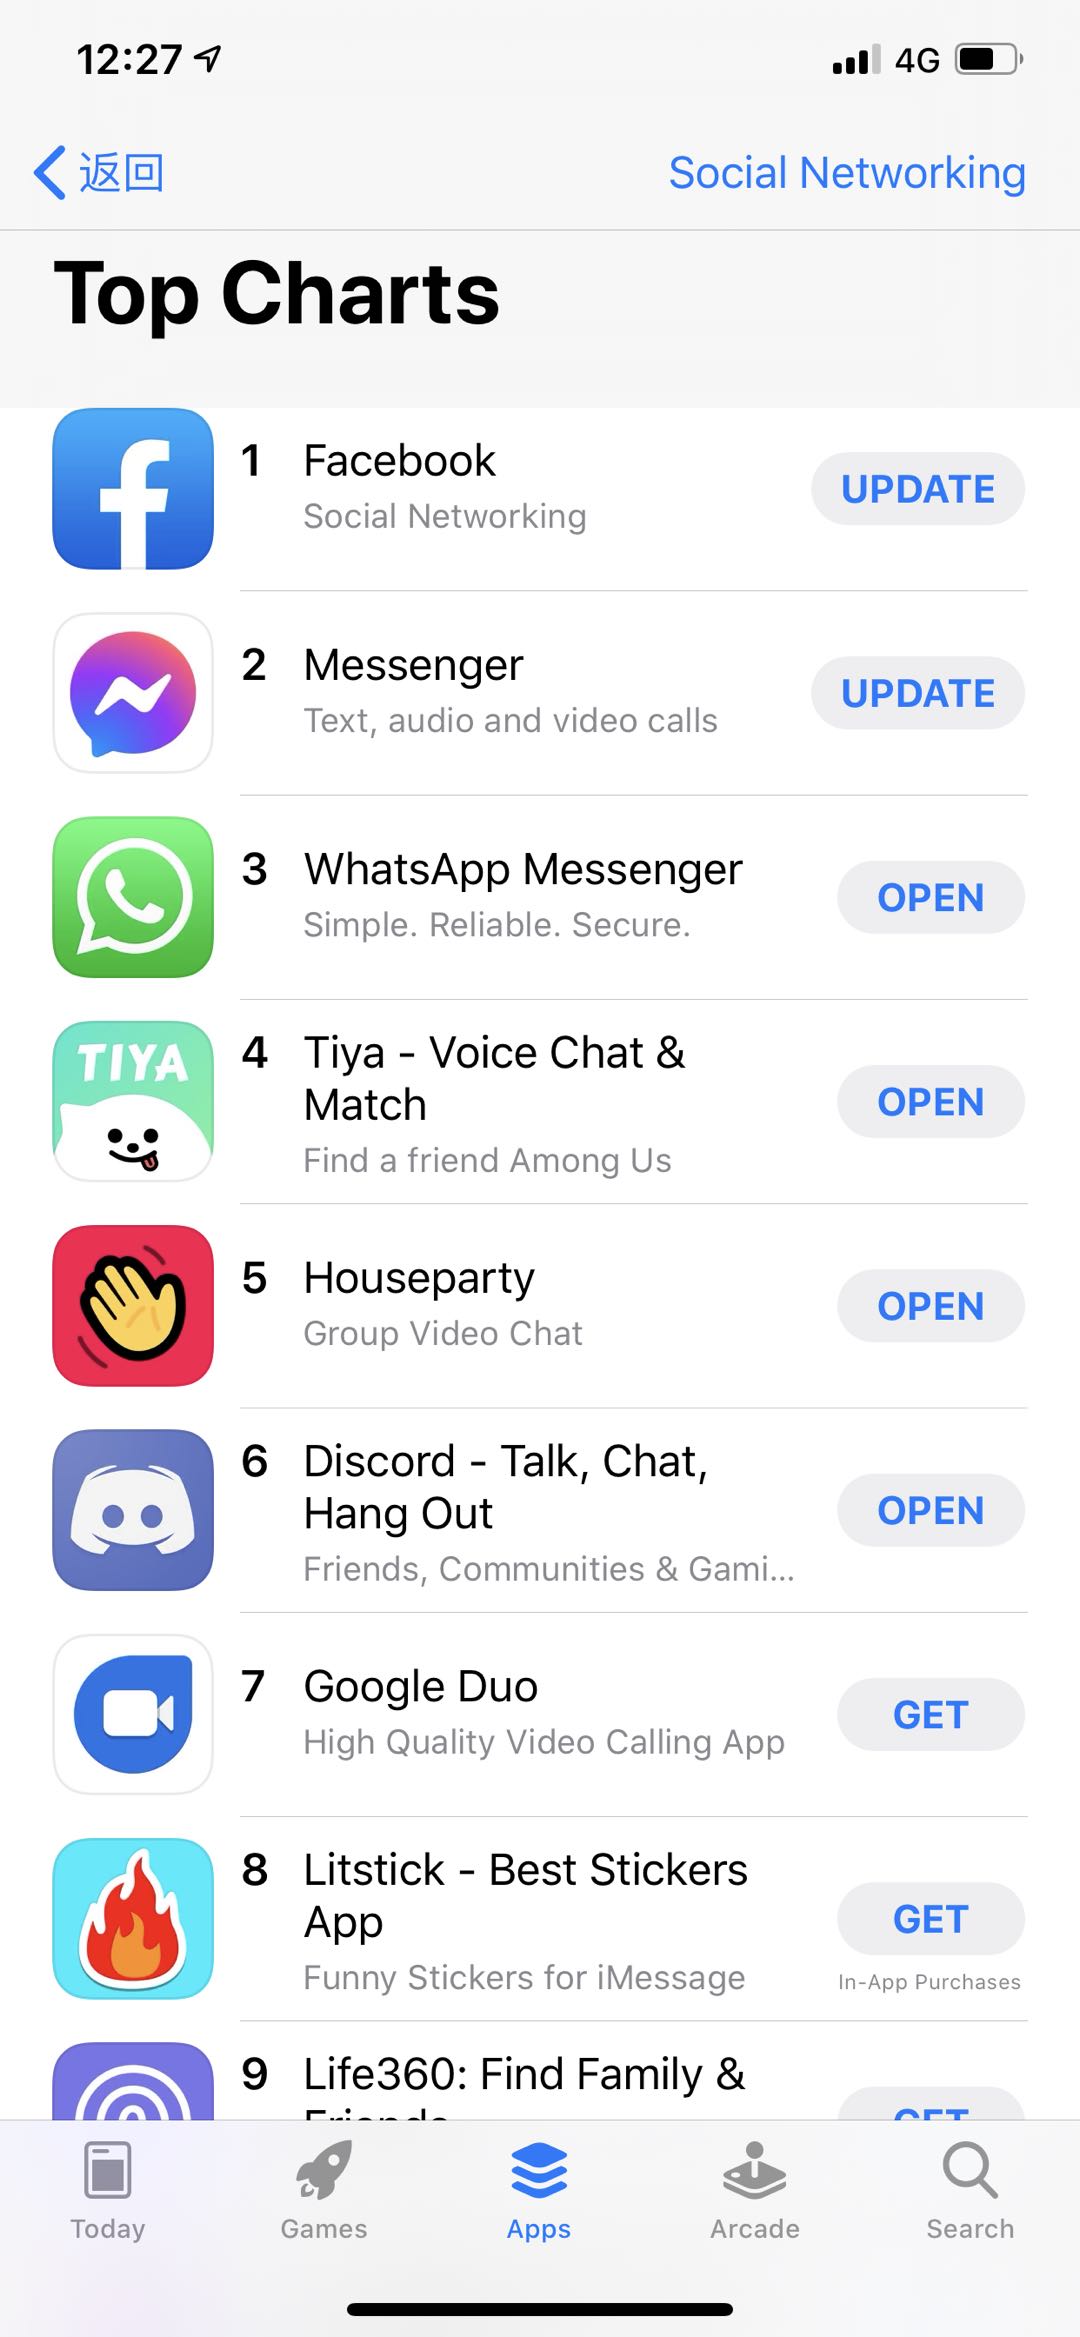 12:27
4G
返回
Social Networking
Top Charts
1
Facebook
Social Networking
UPDATE
2
Messenger
Text, audio and video calls
UPDATE
3
WhatsApp Messenger
Simple. Reliable. Secure.
OPEN
TIYA
4
Tiya - Voice Chat &
Match
Find a friend Among Us
OPEN
5
Houseparty
Group Video Chat
OPEN
6
Discord - Talk, Chat,
Hang Out
Friends, Communities & Gami...
OPEN
7
Google Duo
High Quality Video Calling App
GET
8
Litstick - Best Stickers
App
Funny Stickers for iMessage
GET
In-App Purchases
9
Life360: Find Family &
Friends
GET
Today
Games
Apps
Arcade
Search